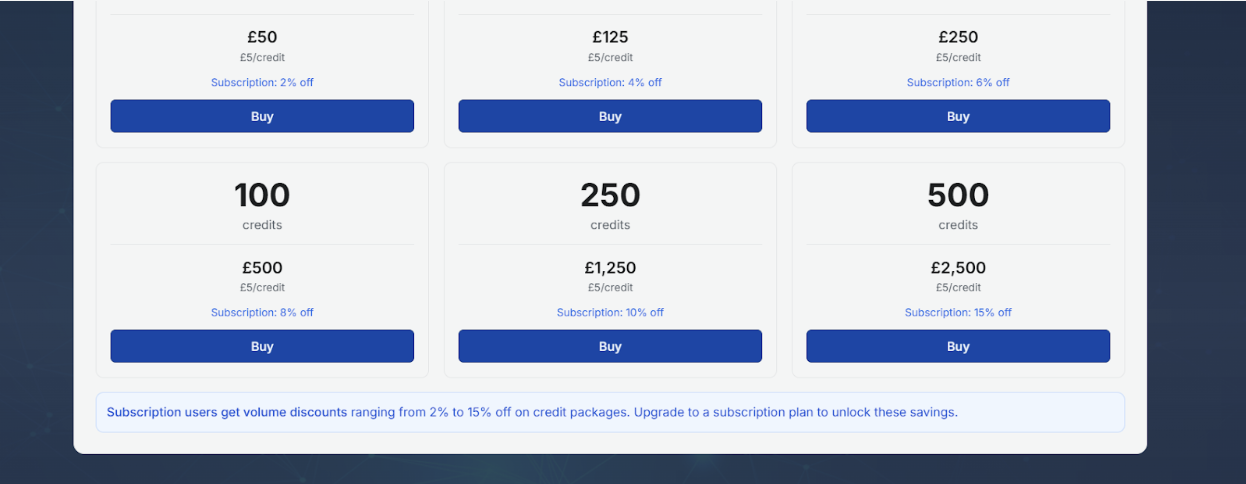 £50
£5/credit
Subscription: 2% off
Buy
£125
£5/credit
Subscription: 4% off
Buy
£250
£5/credit
Subscription: 6% off
Buy
100
credits
£500
£5/credit
Subscription: 8% off
Buy
250
credits
£1,250
£5/credit
Subscription: 10% off
Buy
500
credits
£2,500
£5/credit
Subscription: 15% off
Buy
Subscription users get volume discounts ranging from 2% to 15% off on credit packages. Upgrade to a subscription plan to unlock these savings.